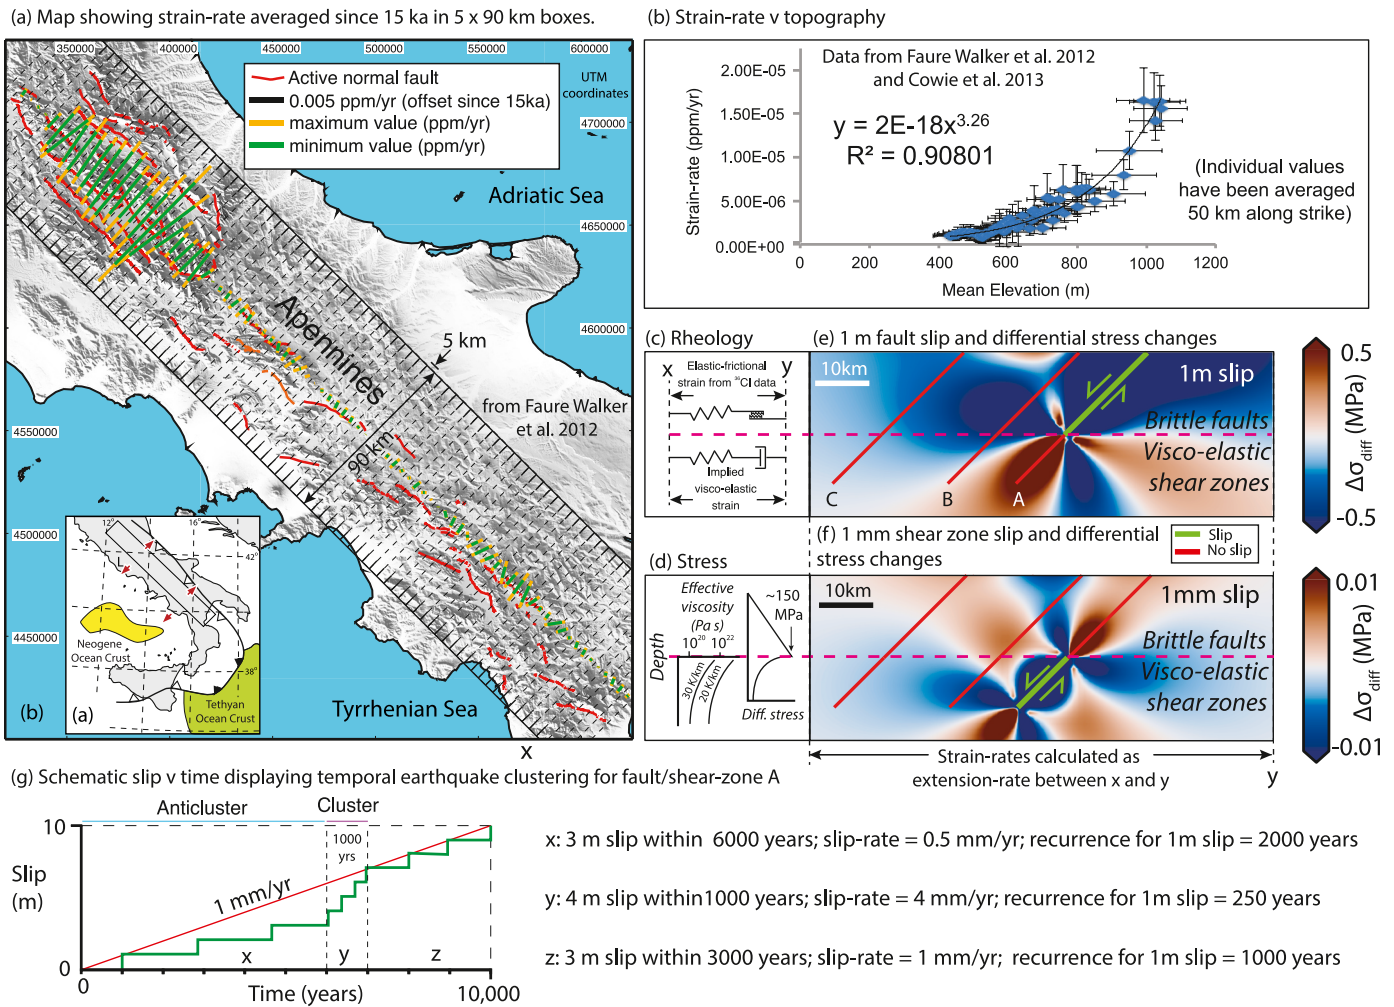 (a) Map showing strain-rate averaged since 15 ka in 5 x 90 km boxes.
350000
400000
450000
500000
550000
600000
UTM
coordinates
Active normal fault
0.005 ppm/yr (offset since 15ka)
maximum value (ppm/yr)
minimum value (ppm/yr)
4700000
4650000
4600000
4550000
4500000
4450000
Adriatic Sea
Apennines
5 km
90 km
from Faure Walker
et al. 2012
Tyrrhenian Sea
(b)
12°
16°
42°
38°
Neogene
Ocean Crust
Tethyan
Ocean Crust
(a)
x
(b) Strain-rate v topography
Data from Faure Walker et al. 2012
and Cowie et al. 2013
y = 2E-18x3.26
R² = 0.90801
(Individual values
have been averaged
50 km along strike)
Strain-rate (ppm/yr)
2.00E-05
1.50E-05
1.00E-05
5.00E-06
0.00E+00
0
200
400
600
800
1000
1200
Mean Elevation (m)
(c) Rheology
x
y
Elastic-frictional
strain from ³⁶Cl data
Implied
visco-elastic
strain
(d) Stress
Effective
viscosity
(Pa s)
10²⁰ 10²²
Depth
30 K/km
20 K/km
~150
MPa
Diff. stress
(e) 1 m fault slip and differential stress changes
10km
1m slip
Brittle faults
Visco-elastic
shear zones
C
B
A
0.5
Δσdiff (MPa)
-0.5
(f) 1 mm shear zone slip and differential
stress changes
Slip
No slip
10km
1mm slip
Brittle faults
Visco-elastic
shear zones
0.01
Δσdiff (MPa)
-0.01
Strain-rates calculated as
extension-rate between x and y
y
(g) Schematic slip v time displaying temporal earthquake clustering for fault/shear-zone A
Anticluster
Cluster
1000
yrs
10
Slip
(m)
0
1 mm/yr
x
y
z
0
Time (years)
10,000
x: 3 m slip within 6000 years; slip-rate = 0.5 mm/yr; recurrence for 1m slip = 2000 years
y: 4 m slip within1000 years; slip-rate = 4 mm/yr; recurrence for 1m slip = 250 years
z: 3 m slip within 3000 years; slip-rate = 1 mm/yr; recurrence for 1m slip = 1000 years